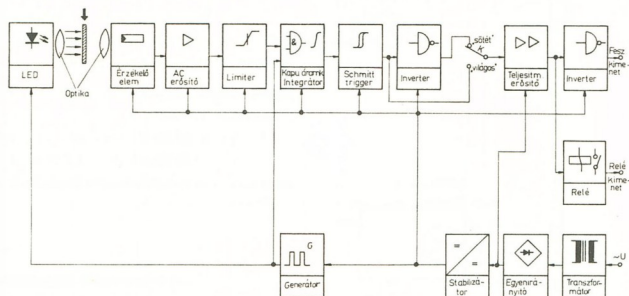 LED
Optika
Érzékelő
elem
AC
erősítő
Limiter
&
Kapu áramk.
Integrátor
Schmitt
trigger
Inverter
"sötét"
K
"világos"
Teljesítm.
erősítő
Inverter
Fesz
kime-
net
Relé
Relé
kime-
net
G
Generátor
Stabilizá-
tor
Egyenirá-
nyító
Transzfor-
mátor
~U